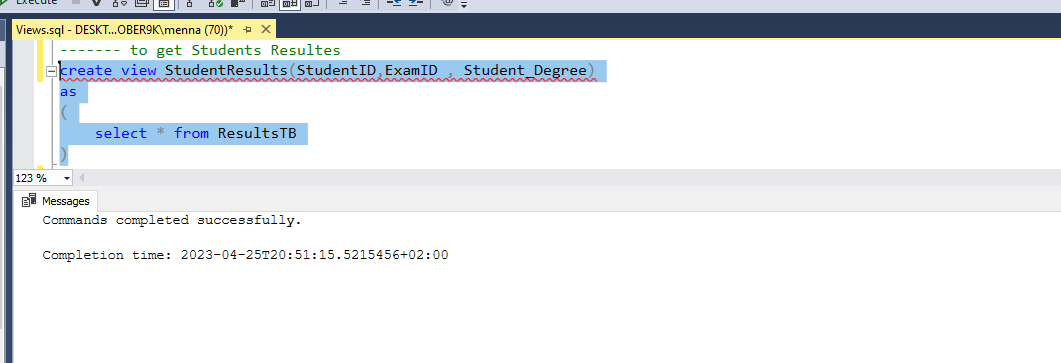 Execute
Views.sql - DESKT...OBER9K\menna (70))*
------- to get Students Resultes
create view StudentResults(StudentID,ExamID , Student_Degree)
as
(
select * from ResultsTB
)
123 %
Messages
Commands completed successfully.
Completion time: 2023-04-25T20:51:15.5215456+02:00